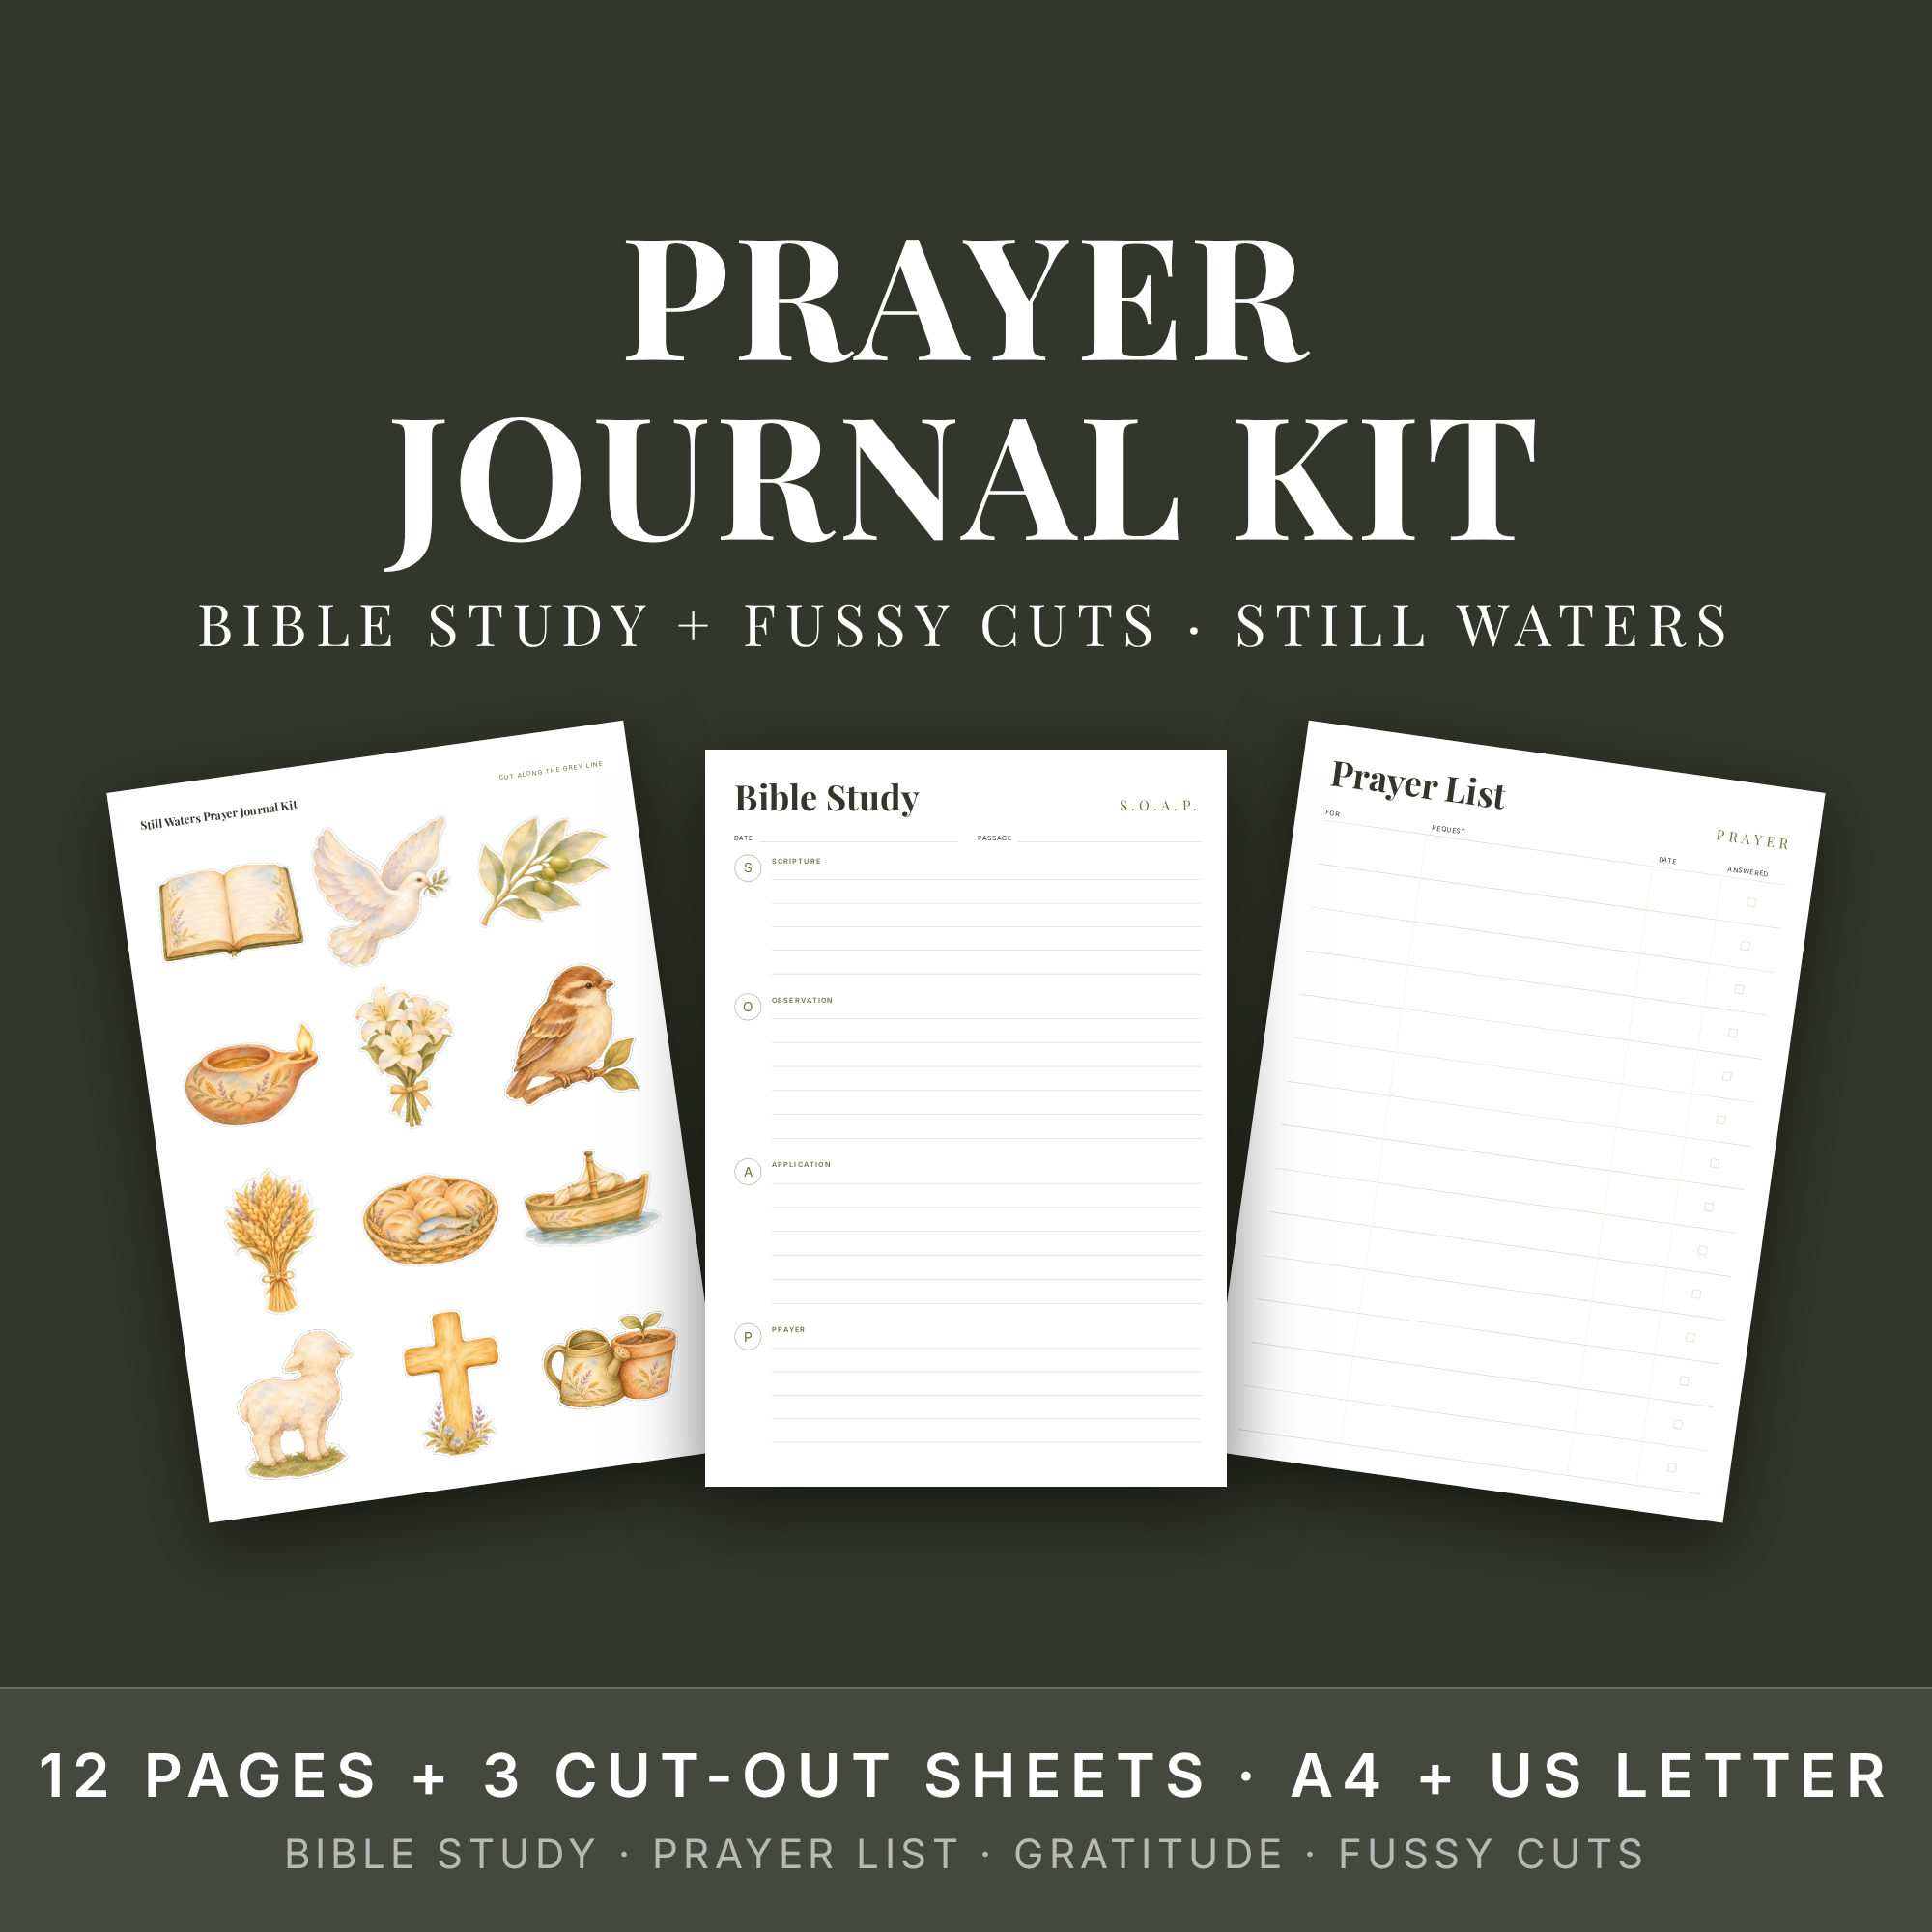 PRAYER
JOURNAL KIT
BIBLE STUDY + FUSSY CUTS · STILL WATERS
CUT ALONG THE GREY LINE
Still Waters Prayer Journal Kit
Bible Study
S.O.A.P.
DATE
PASSAGE
S
SCRIPTURE
O
OBSERVATION
A
APPLICATION
P
PRAYER
Prayer List
PRAYER
FOR
REQUEST
DATE
ANSWERED
12 PAGES + 3 CUT-OUT SHEETS · A4 + US LETTER
BIBLE STUDY · PRAYER LIST · GRATITUDE · FUSSY CUTS